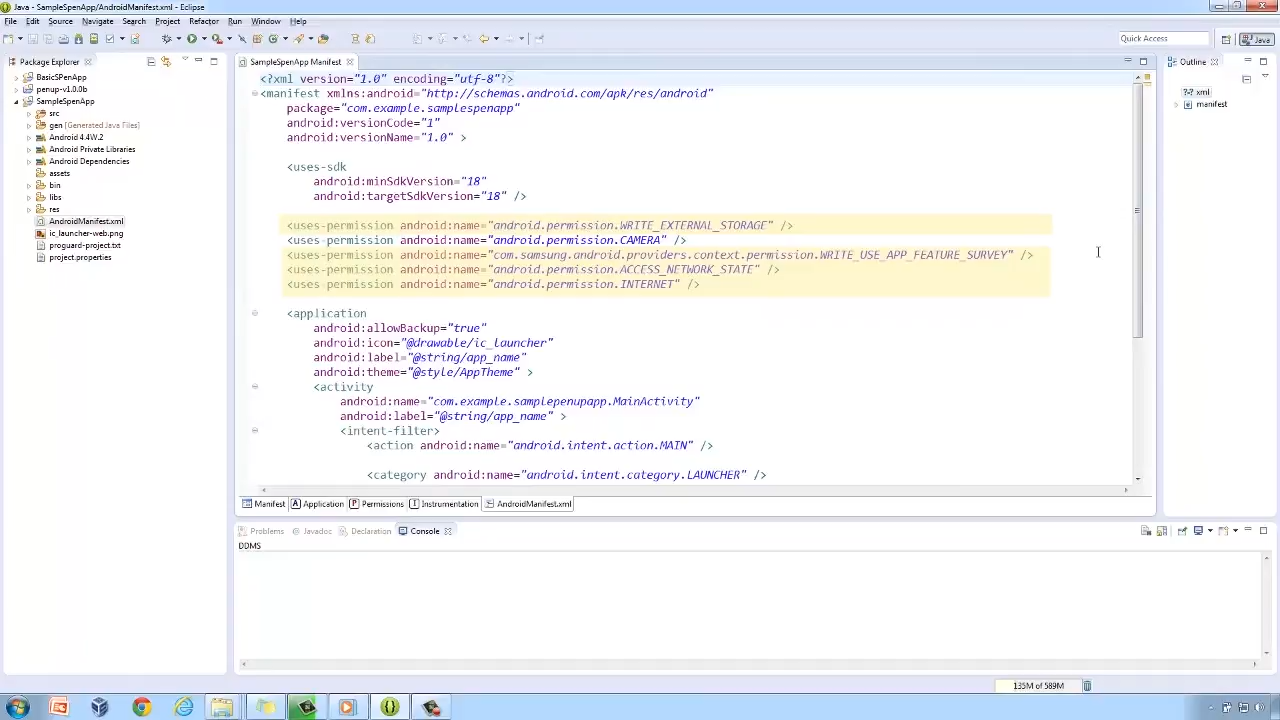 Java - SampleSpenApp/AndroidManifest.xml - Eclipse
File Edit Source Navigate Search Project Refactor Run Window Help
Quick Access
Java
Package Explorer
BasicSPenApp
penup-v1.0.0b
SampleSpenApp
src
gen [Generated Java Files]
Android 4.4W.2
Android Private Libraries
Android Dependencies
assets
bin
libs
res
AndroidManifest.xml
ic_launcher-web.png
proguard-project.txt
project.properties
SampleSpenApp Manifest
<?xml version="1.0" encoding="utf-8"?>
<manifest xmlns:android="http://schemas.android.com/apk/res/android"
package="com.example.samplespenapp"
android:versionCode="1"
android:versionName="1.0" >
<uses-sdk
android:minSdkVersion="18"
android:targetSdkVersion="18" />
<uses-permission android:name="android.permission.WRITE_EXTERNAL_STORAGE" />
<uses-permission android:name="android.permission.CAMERA" />
<uses-permission android:name="com.samsung.android.providers.context.permission.WRITE_USE_APP_FEATURE_SURVEY" />
<uses-permission android:name="android.permission.ACCESS_NETWORK_STATE" />
<uses-permission android:name="android.permission.INTERNET" />
<application
android:allowBackup="true"
android:icon="@drawable/ic_launcher"
android:label="@string/app_name"
android:theme="@style/AppTheme" >
<activity
android:name="com.example.samplepenupapp.MainActivity"
android:label="@string/app_name" >
<intent-filter>
<action android:name="android.intent.action.MAIN" />
<category android:name="android.intent.category.LAUNCHER" />
Manifest Application Permissions Instrumentation AndroidManifest.xml
Outline
xml
manifest
Problems Javadoc Declaration Console
DDMS
135M of 589M